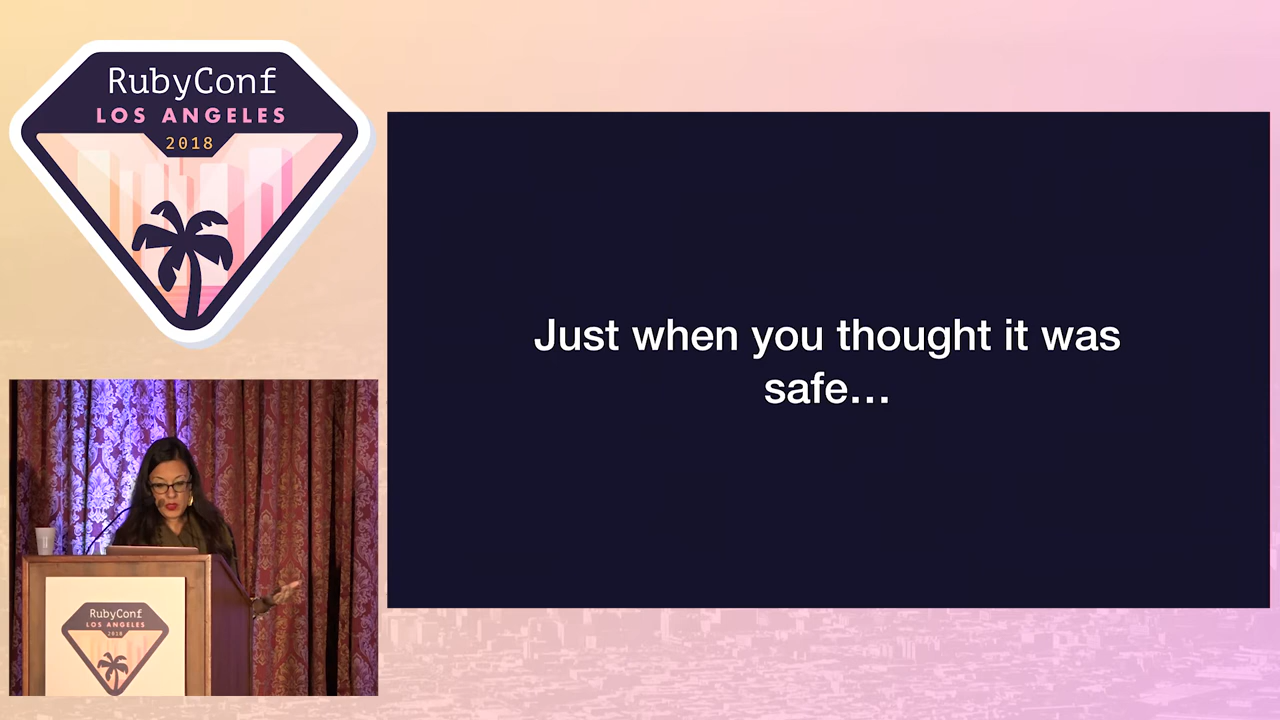 RubyConf
LOS ANGELES
2018
Just when you thought it was
safe...
RubyConf
LOS ANGELES
2018